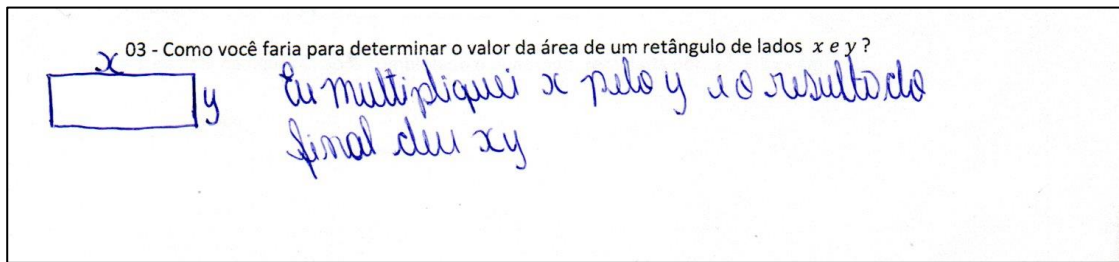 03 - Como você faria para determinar o valor da área de um retângulo de lados x e y ?
x
y
Eu multipliquei x pelo y e o resultado
final deu xy